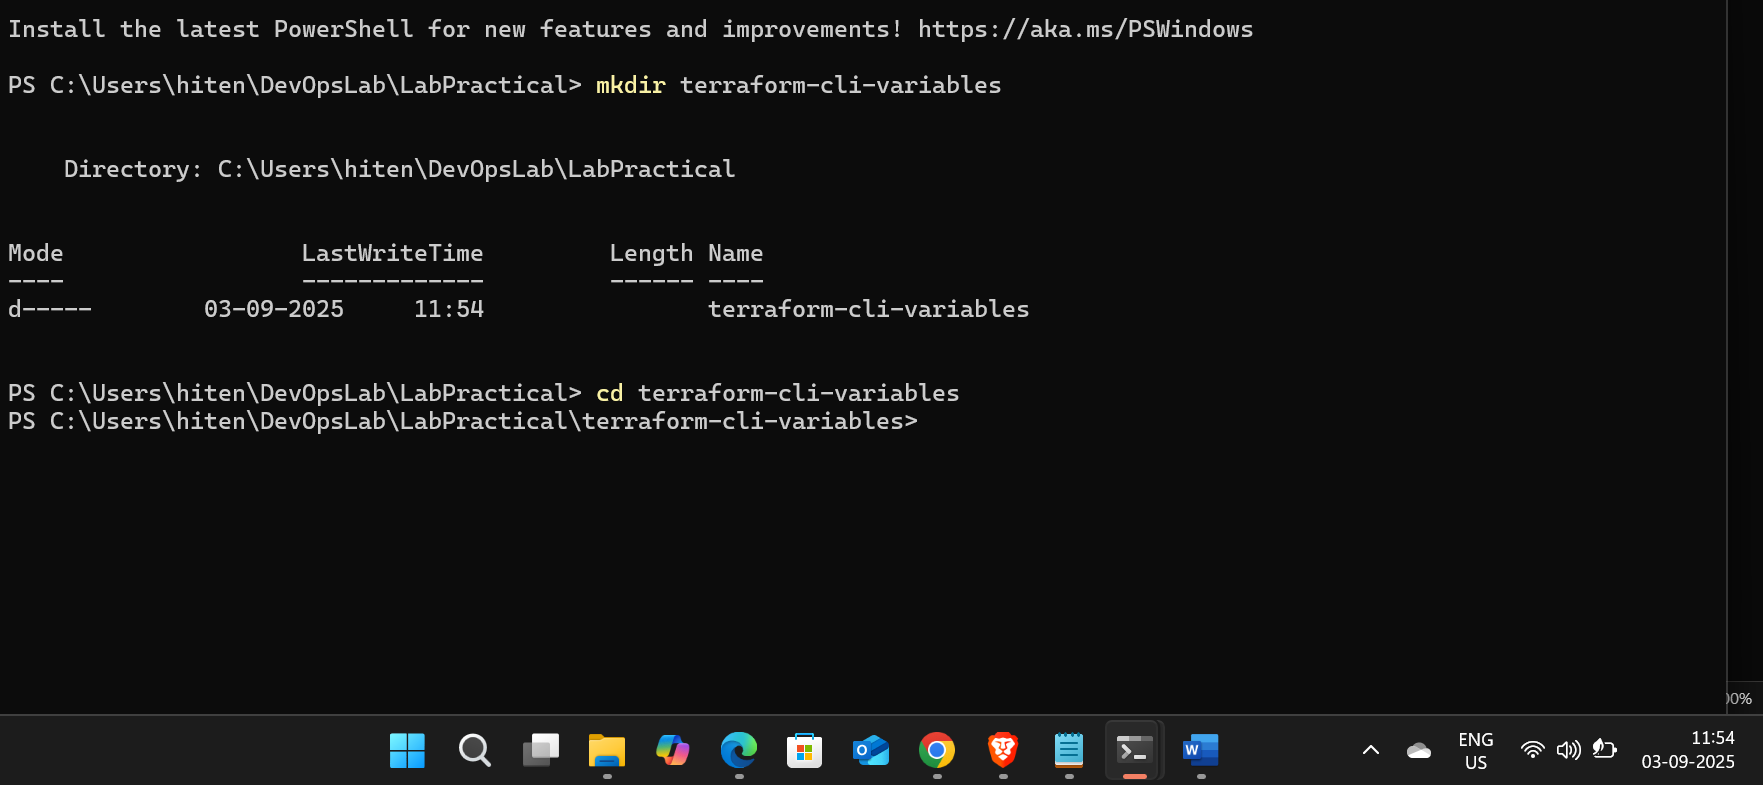 Install the latest PowerShell for new features and improvements! https://aka.ms/PSWindows
PS C:\Users\hiten\DevOpsLab\LabPractical> mkdir terraform-cli-variables
Directory: C:\Users\hiten\DevOpsLab\LabPractical
Mode LastWriteTime Length Name
---- ------------- ------ ----
d----- 03-09-2025 11:54 terraform-cli-variables
PS C:\Users\hiten\DevOpsLab\LabPractical> cd terraform-cli-variables
PS C:\Users\hiten\DevOpsLab\LabPractical\terraform-cli-variables>
00%
ENG
US
11:54
03-09-2025